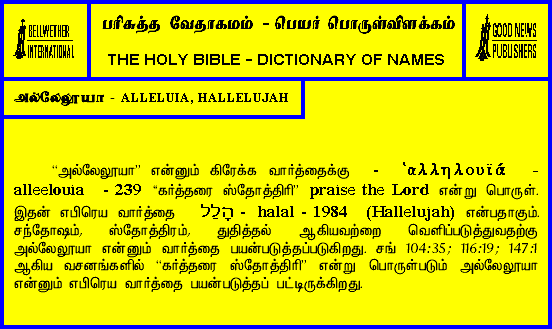 BELLWETHER
INTERNATIONAL
பரிசுத்த வேதாகமம் - பெயர் பொருள்விளக்கம்
THE HOLY BIBLE - DICTIONARY OF NAMES
GOOD NEWS
PUBLISHERS
அல்லேலூயா - ALLELUIA, HALLELUJAH
“அல்லேலூயா” என்னும் கிரேக்க வார்த்தைக்கு - ἁλληλουϊά -
alleelouia - 239 “கர்த்தரை ஸ்தோத்திரி” praise the Lord என்று பொருள்.
இதன் எபிரெய வார்த்தை הָלַל - halal - 1984 (Hallelujah) என்பதாகும்.
சந்தோஷம், ஸ்தோத்திரம், துதித்தல் ஆகியவற்றை வெளிப்படுத்துவதற்கு
அல்லேலூயா என்னும் வார்த்தை பயன்படுத்தப்படுகிறது. சங் 104:35; 116:19; 147:1
ஆகிய வசனங்களில் “கர்த்தரை ஸ்தோத்திரி” என்று பொருள்படும் அல்லேலூயா
என்னும் எபிரெய வார்த்தை பயன்படுத்தப் பட்டிருக்கிறது.